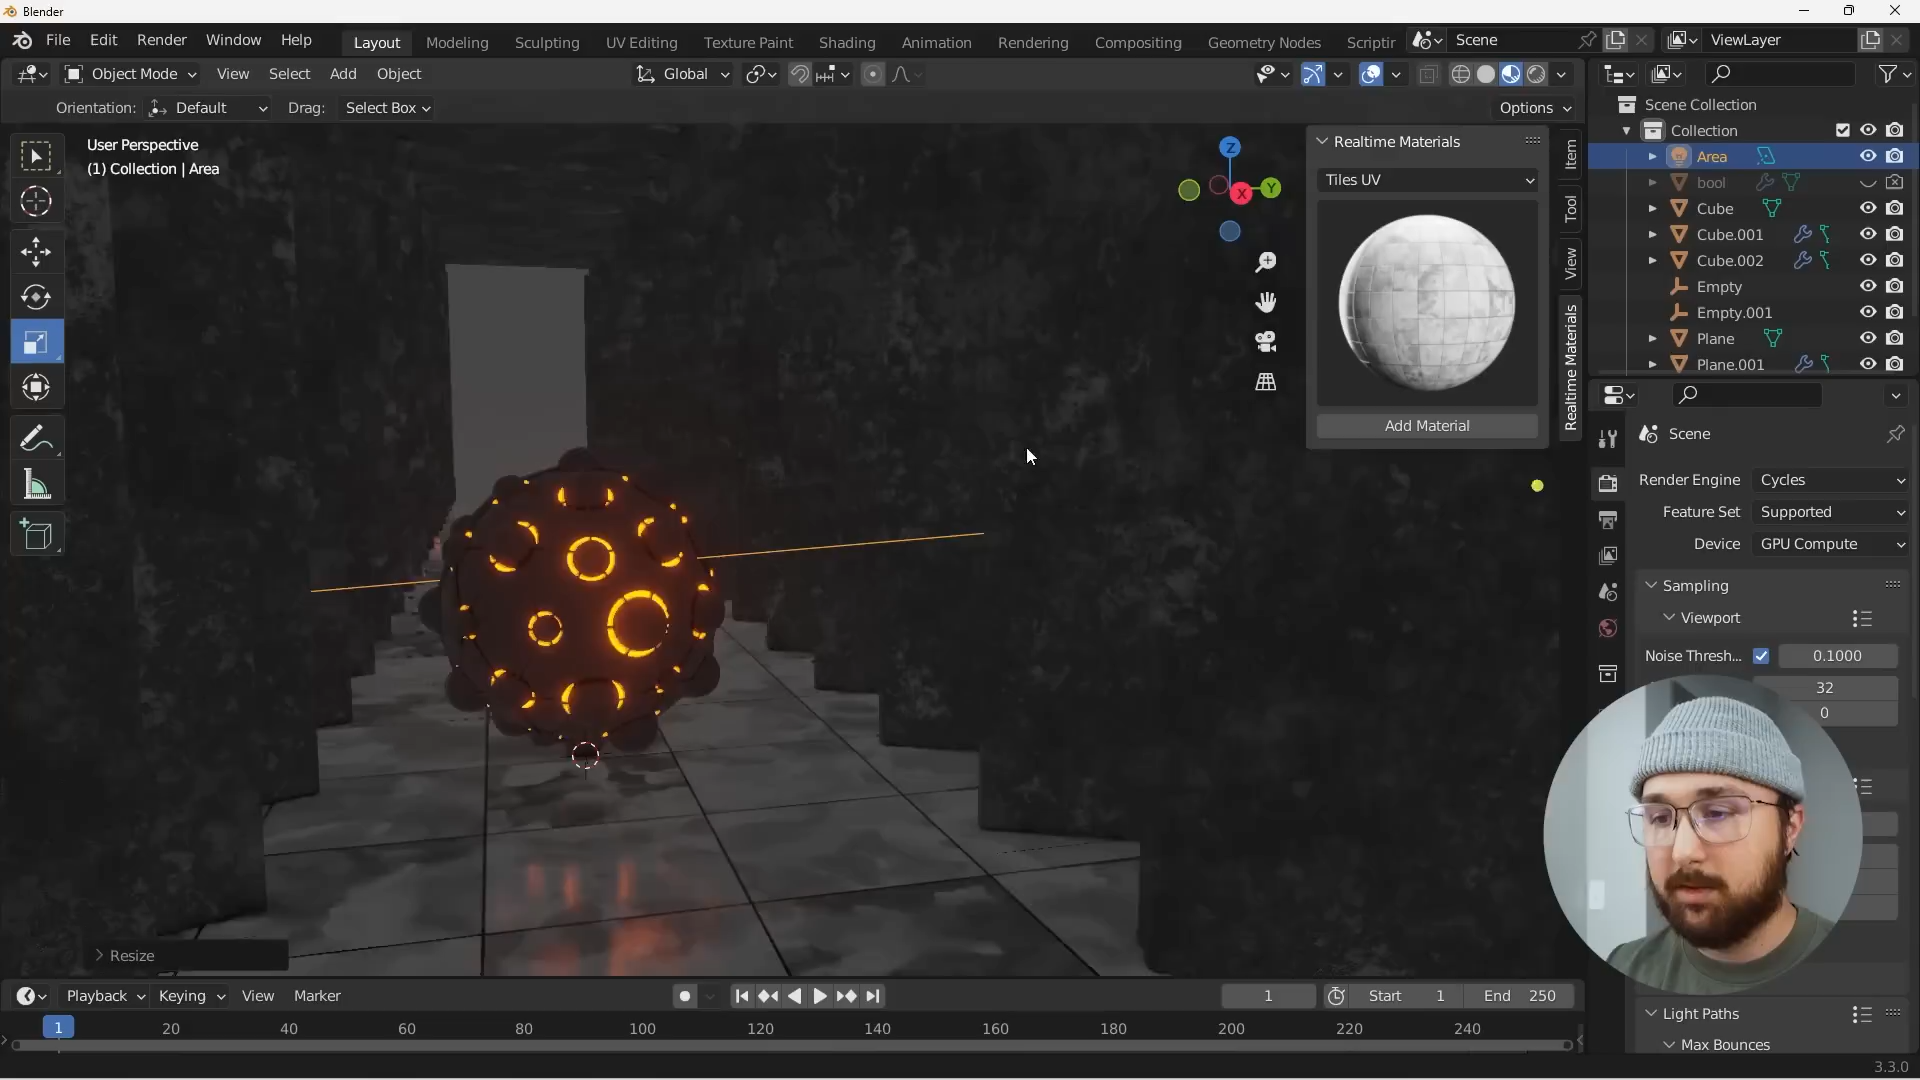 Blender
File Edit Render Window Help Layout Modeling Sculpting UV Editing Texture Paint Shading Animation Rendering Compositing Geometry Nodes Scriptir Scene ViewLayer
Object Mode View Select Add Object Global
Orientation: Default Drag: Select Box Options
User Perspective
(1) Collection | Area
Z
Y
X
Realtime Materials
Tiles UV
Add Material
Item
Tool
View
Realtime Materials
Scene Collection
Collection
Area
bool
Cube
Cube.001
Cube.002
Empty
Empty.001
Plane
Plane.001
Scene
Render Engine Cycles
Feature Set Supported
Device GPU Compute
Sampling
Viewport
Noise Thresh... 0.1000
32
0
Light Paths
Max Bounces
Resize
Playback Keying View Marker 1 Start 1 End 250
1 20 40 60 80 100 120 140 160 180 200 220 240
3.3.0